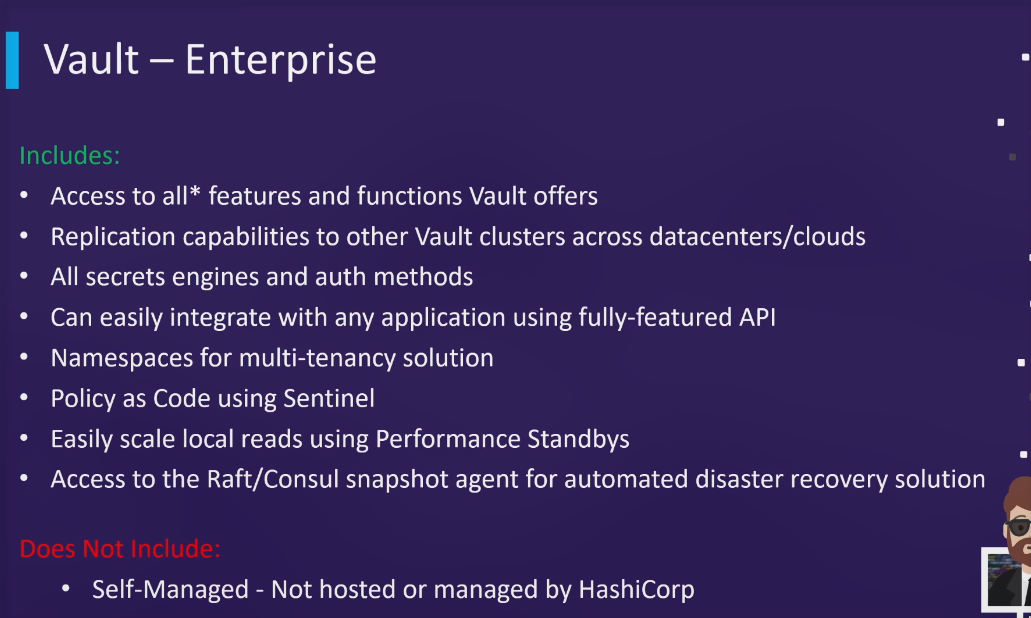 Vault – Enterprise
Includes:
• Access to all* features and functions Vault offers
• Replication capabilities to other Vault clusters across datacenters/clouds
• All secrets engines and auth methods
• Can easily integrate with any application using fully-featured API
• Namespaces for multi-tenancy solution
• Policy as Code using Sentinel
• Easily scale local reads using Performance Standbys
• Access to the Raft/Consul snapshot agent for automated disaster recovery solution
Does Not Include:
• Self-Managed - Not hosted or managed by HashiCorp